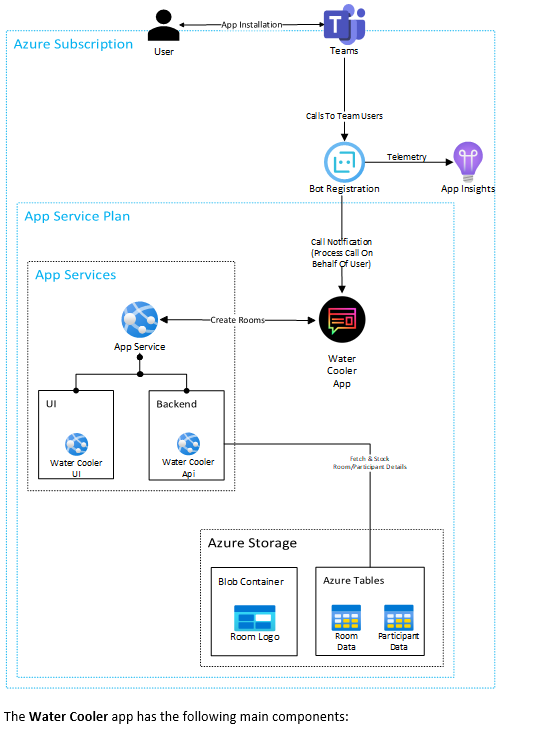 Azure Subscription
User
App Installation
Teams
Calls To Team Users
Bot Registration
Telemetry
App Insights
App Service Plan
Call Notification
(Process Call On
Behalf Of User)
App Services
App Service
Create Rooms
Water
Cooler
App
UI
Water Cooler
UI
Backend
Water Cooler
Api
Fetch & Stock
Room/Participant Details
Azure Storage
Blob Container
Room Logo
Azure Tables
Room
Data
Participant
Data
The Water Cooler app has the following main components: